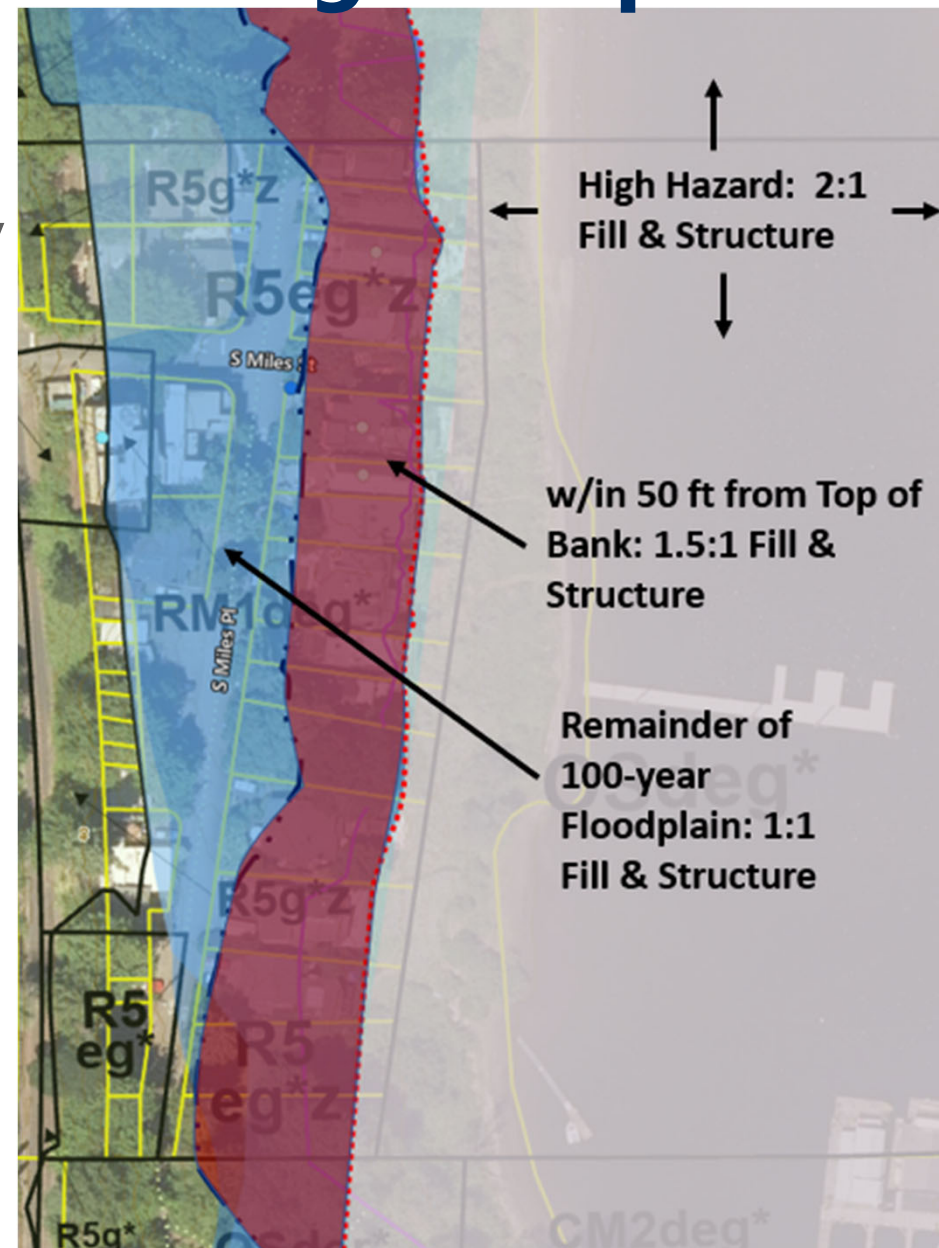 R5g*z
High Hazard: 2:1
Fill & Structure
R5eg*z
S Miles St
w/in 50 ft from Top of
Bank: 1.5:1 Fill &
Structure
RM1deg*
S Miles Pl
Remainder of
100-year
Floodplain: 1:1
Fill & Structure
OSdeg*
R5g*z
R5
eg*
R5
eg*z
R5g*
CM2deg*